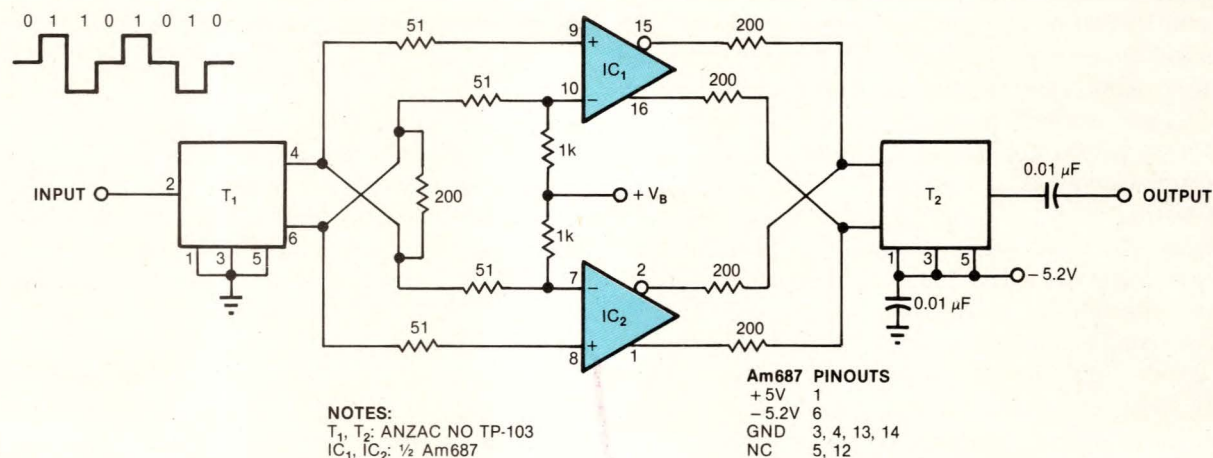 0 1 1 0 1 0 1 0
51
9
+
15
200
IC1
51
10
−
16
200
4
1k
0.01 µF
INPUT
2
T1
200
+ VB
T2
OUTPUT
6
1k
1 3 5
1 3 5
− 5.2V
51
7
−
2
200
0.01 µF
IC2
51
8
+
1
200
Am687 PINOUTS
+ 5V 1
− 5.2V 6
GND 3, 4, 13, 14
NC 5, 12
NOTES:
T1, T2: ANZAC NO TP-103
IC1, IC2: ½ Am687